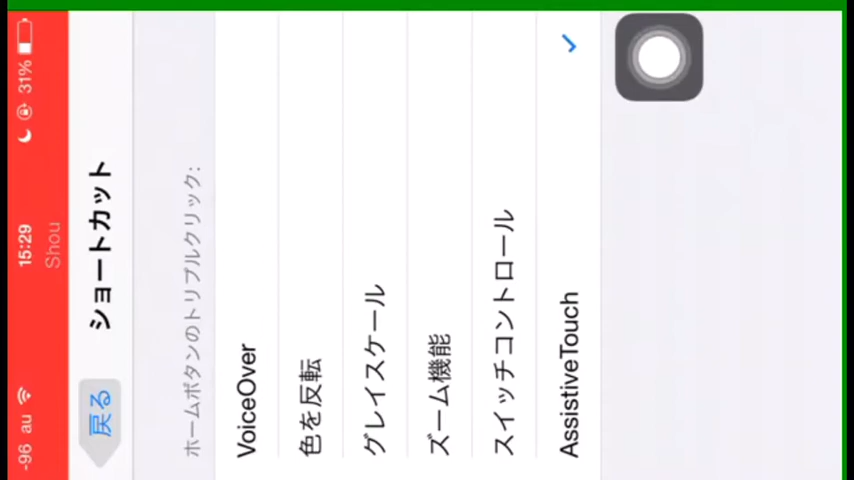 -96 au 15:29 31%
Shou
戻る ショートカット
ホームボタンのトリプルクリック:
VoiceOver
色を反転
グレイスケール
ズーム機能
スイッチコントロール
AssistiveTouch